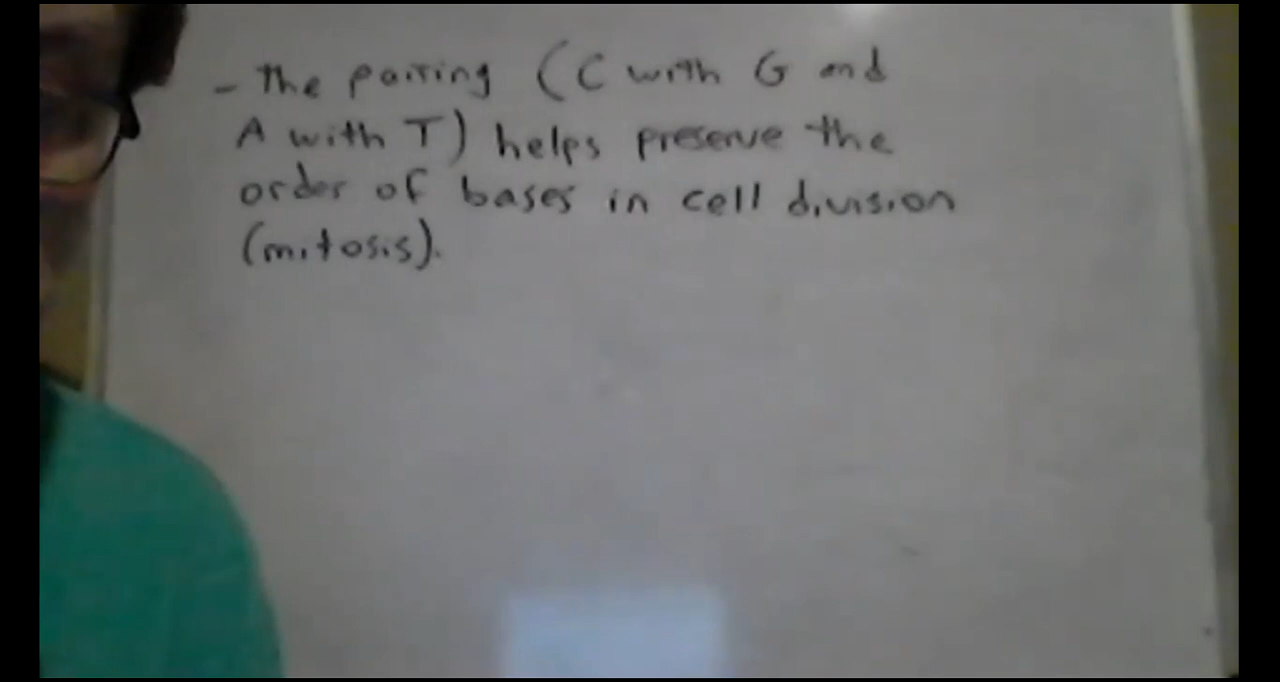 - The pairing (C with G and
A with T) helps preserve the
order of bases in cell division
(mitosis).